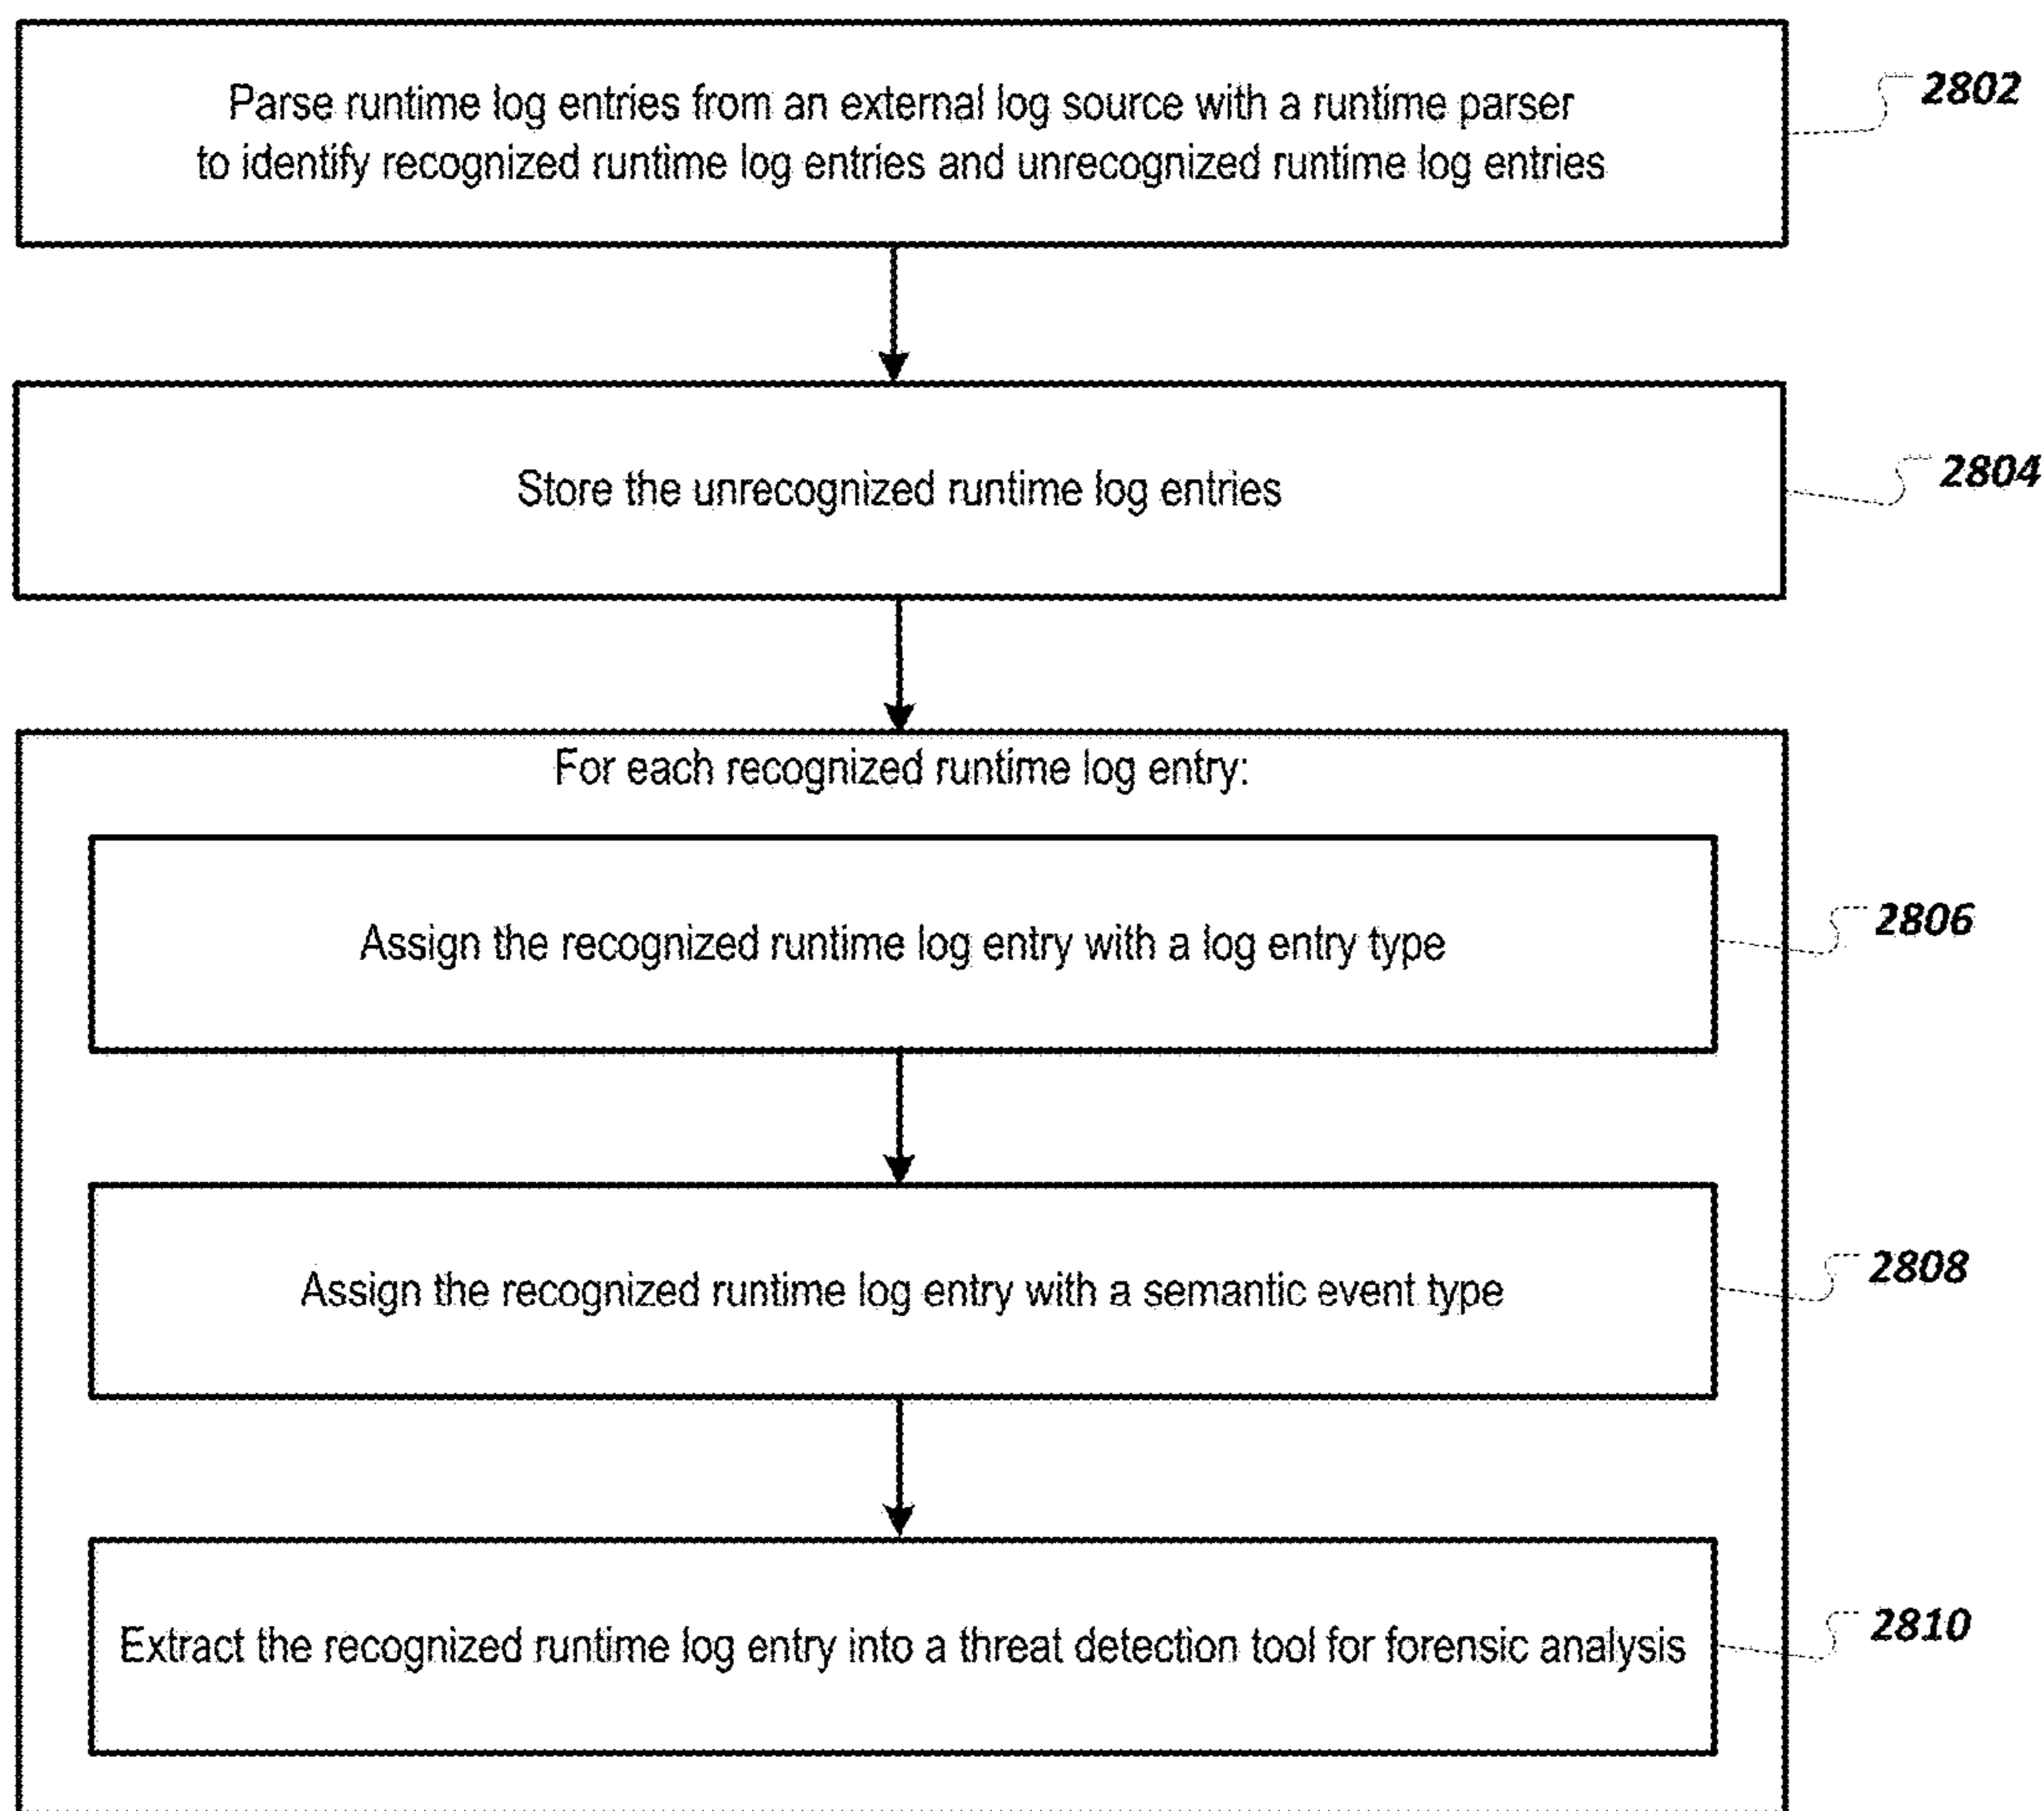 Parse runtime log entries from an external log source with a runtime parser
to identify recognized runtime log entries and unrecognized runtime log entries
2802
Store the unrecognized runtime log entries
2804
For each recognized runtime log entry:
Assign the recognized runtime log entry with a log entry type
2806
Assign the recognized runtime log entry with a semantic event type
2808
Extract the recognized runtime log entry into a threat detection tool for forensic analysis
2810